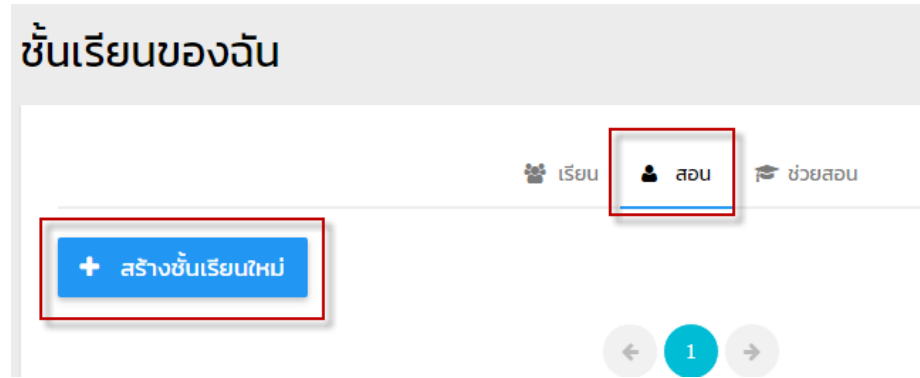 ชั้นเรียนของฉัน
เรียน สอน ช่วยสอน
+ สร้างชั้นเรียนใหม่
1